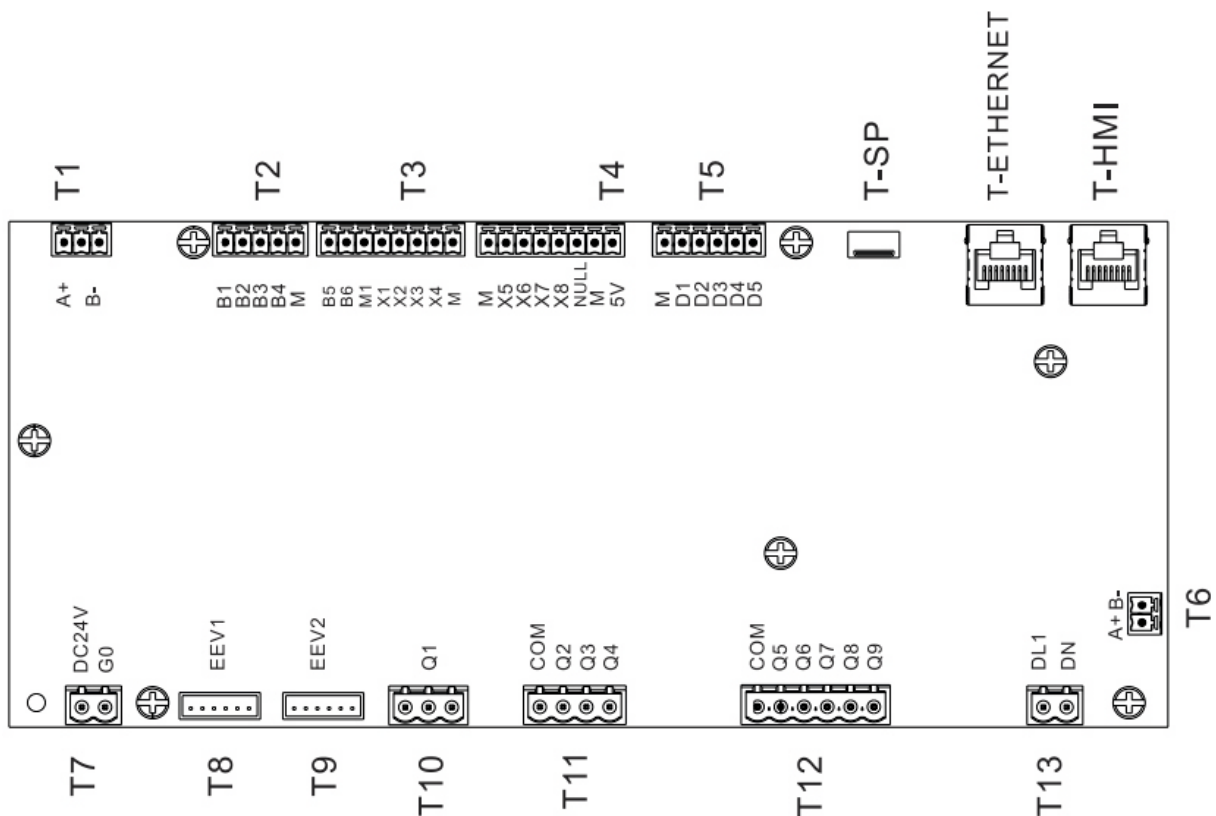 T1
T2
T3
T4
T5
T-SP
T-ETHERNET
T-HMI
A+
B-
B1
B2
B3
B4
M
B5
B6
M1
X1
X2
X3
X4
M
M
X5
X6
X7
X8
NULL
M
5V
M
D1
D2
D3
D4
D5
DC24V
G0
EEV1
EEV2
Q1
COM
Q2
Q3
Q4
COM
Q5
Q6
Q7
Q8
Q9
DL1
DN
A+
B-
T6
T7
T8
T9
T10
T11
T12
T13